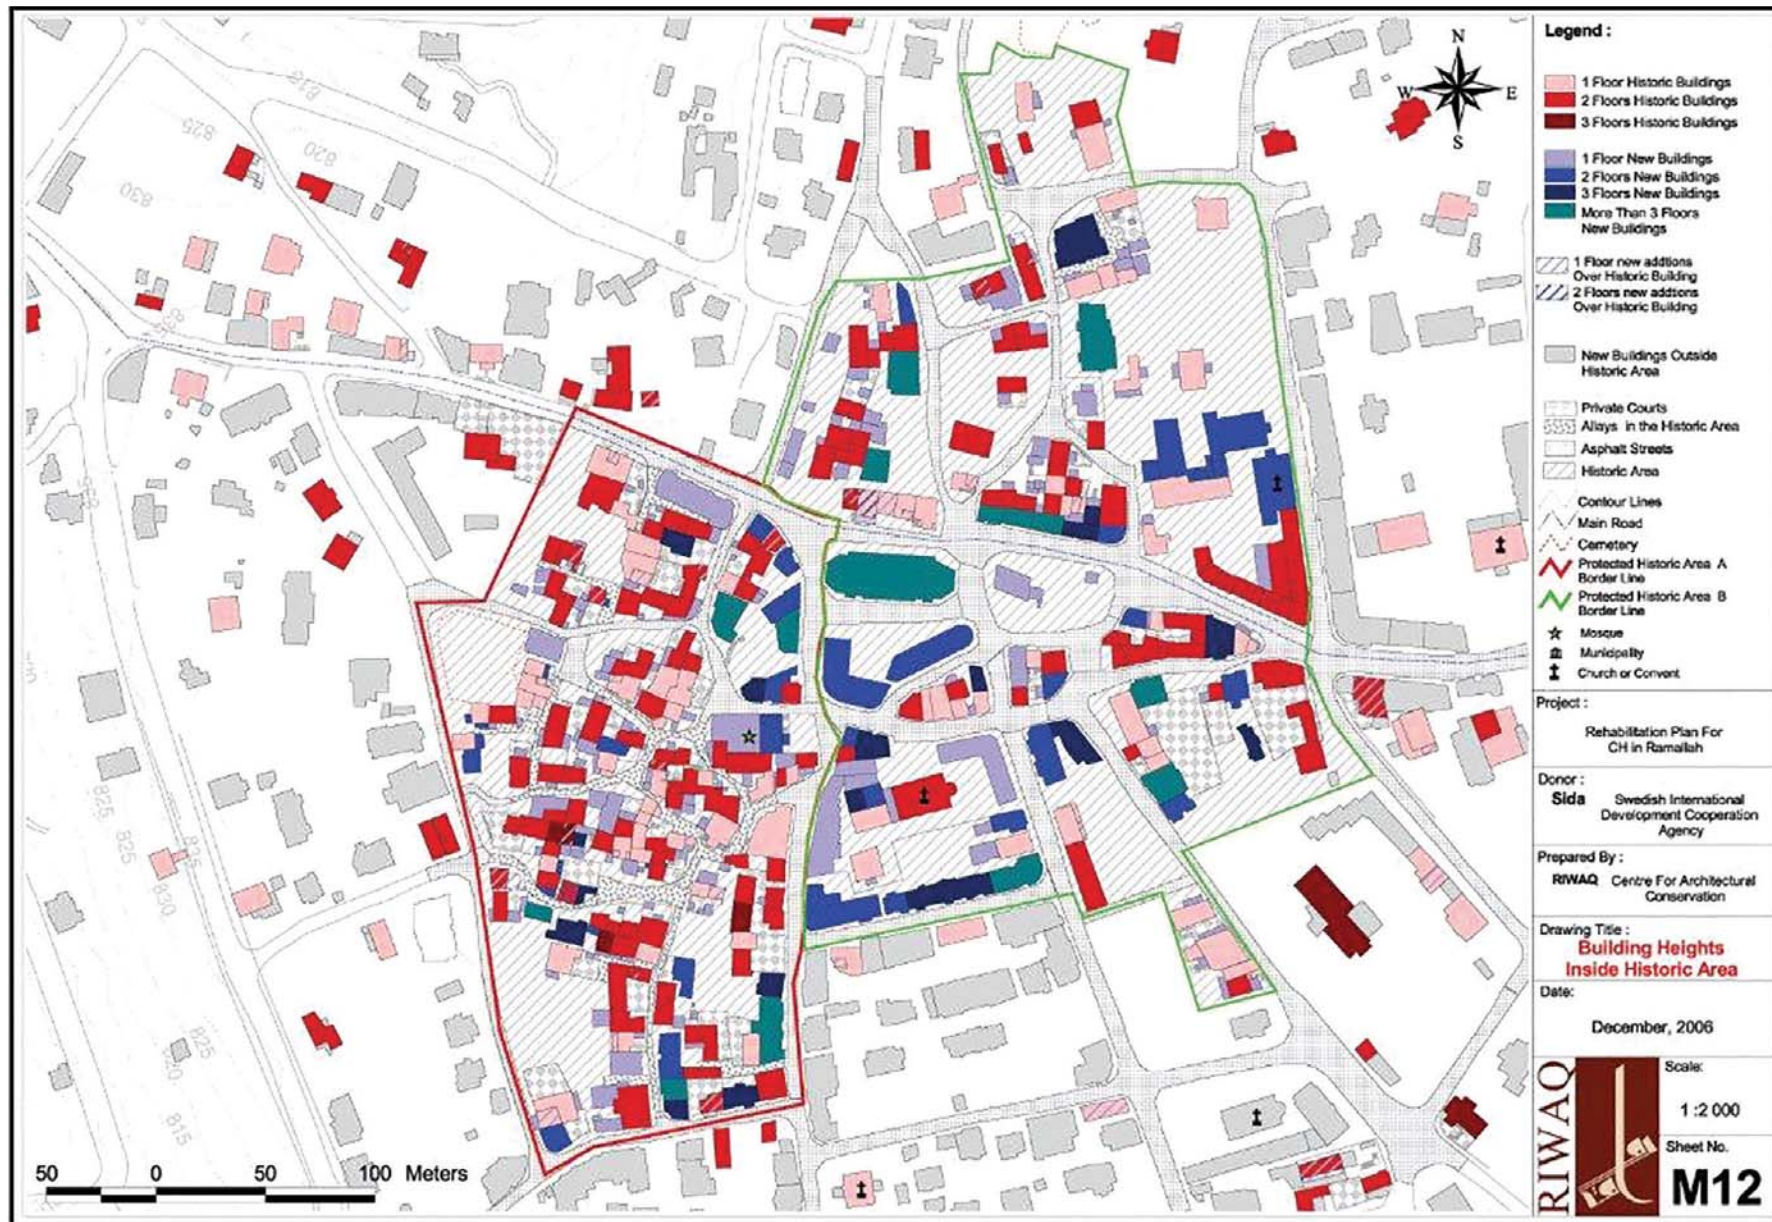 Legend :
1 Floor Historic Buildings
2 Floors Historic Buildings
3 Floors Historic Buildings
1 Floor New Buildings
2 Floors New Buildings
3 Floors New Buildings
More Than 3 Floors
New Buildings
1 Floor new addtions
Over Historic Building
2 Floors new addtions
Over Historic Building
New Buildings Outside
Historic Area
Private Courts
Allays in the Historic Area
Asphalt Streets
Historic Area
Contour Lines
Main Road
Cemetery
Protected Historic Area A
Border Line
Protected Historic Area B
Border Line
Mosque
Municipality
Church or Convent
Project :
Rehabilitation Plan For
CH in Ramallah
Donor :
Sida Swedish International
Development Cooperation
Agency
Prepared By :
RIWAQ Centre For Architectural
Conservation
Drawing Title :
Building Heights
Inside Historic Area
Date:
December, 2006
RIWAQ
Scale:
1 :2 000
Sheet No.
M12
N
W E
S
815
825
820
830
825
825
835
830
825
820
815
50 0 50 100 Meters